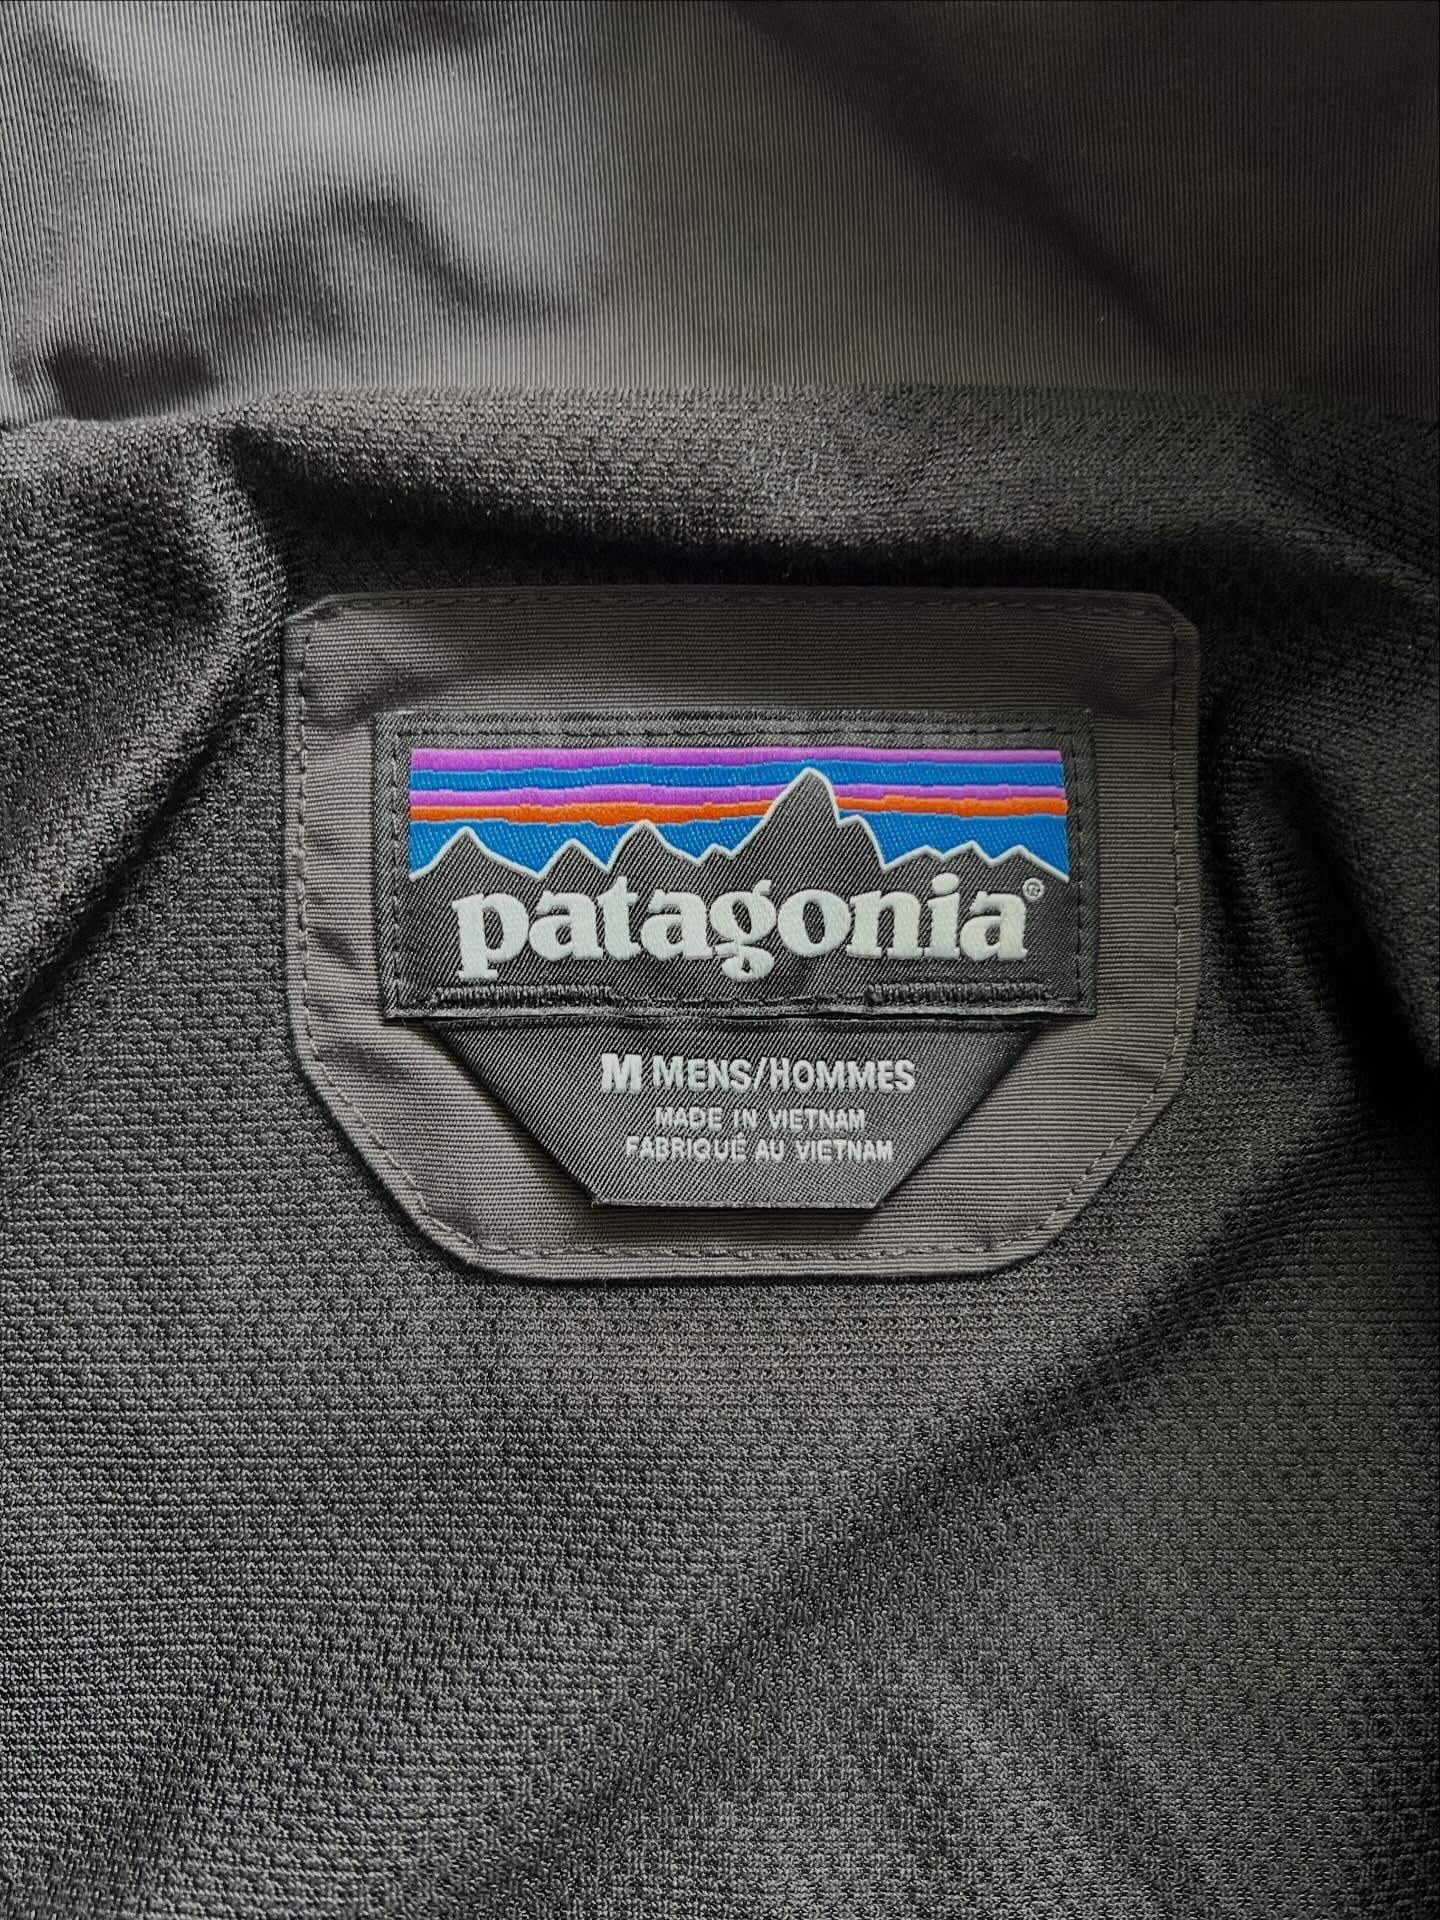 patagonia®
M MENS/HOMMES
MADE IN VIETNAM
FABRIQUÉ AU VIETNAM